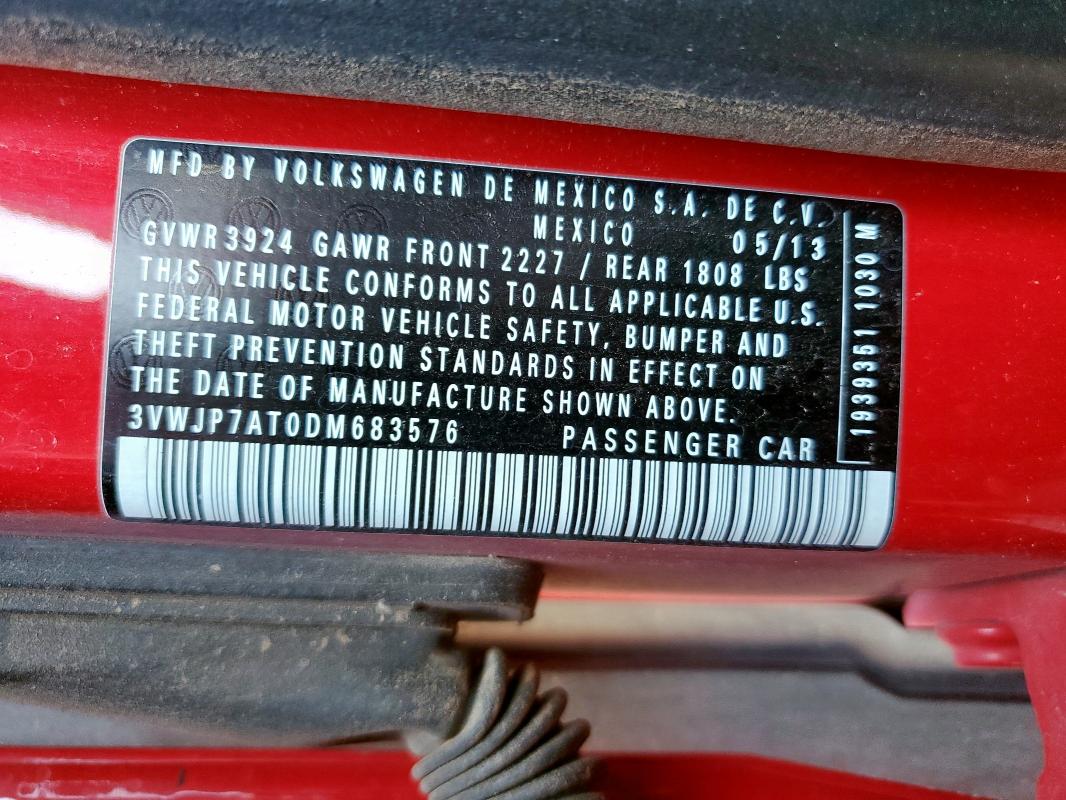 MFD BY VOLKSWAGEN DE MEXICO S.A. DE C.V.
MEXICO 05/13
GVWR 3924 GAWR FRONT 2227 / REAR 1808 LBS
THIS VEHICLE CONFORMS TO ALL APPLICABLE U.S.
FEDERAL MOTOR VEHICLE SAFETY, BUMPER AND
THEFT PREVENTION STANDARDS IN EFFECT ON
THE DATE OF MANUFACTURE SHOWN ABOVE.
3VWJP7AT0DM683576 PASSENGER CAR
1939351 1030 M